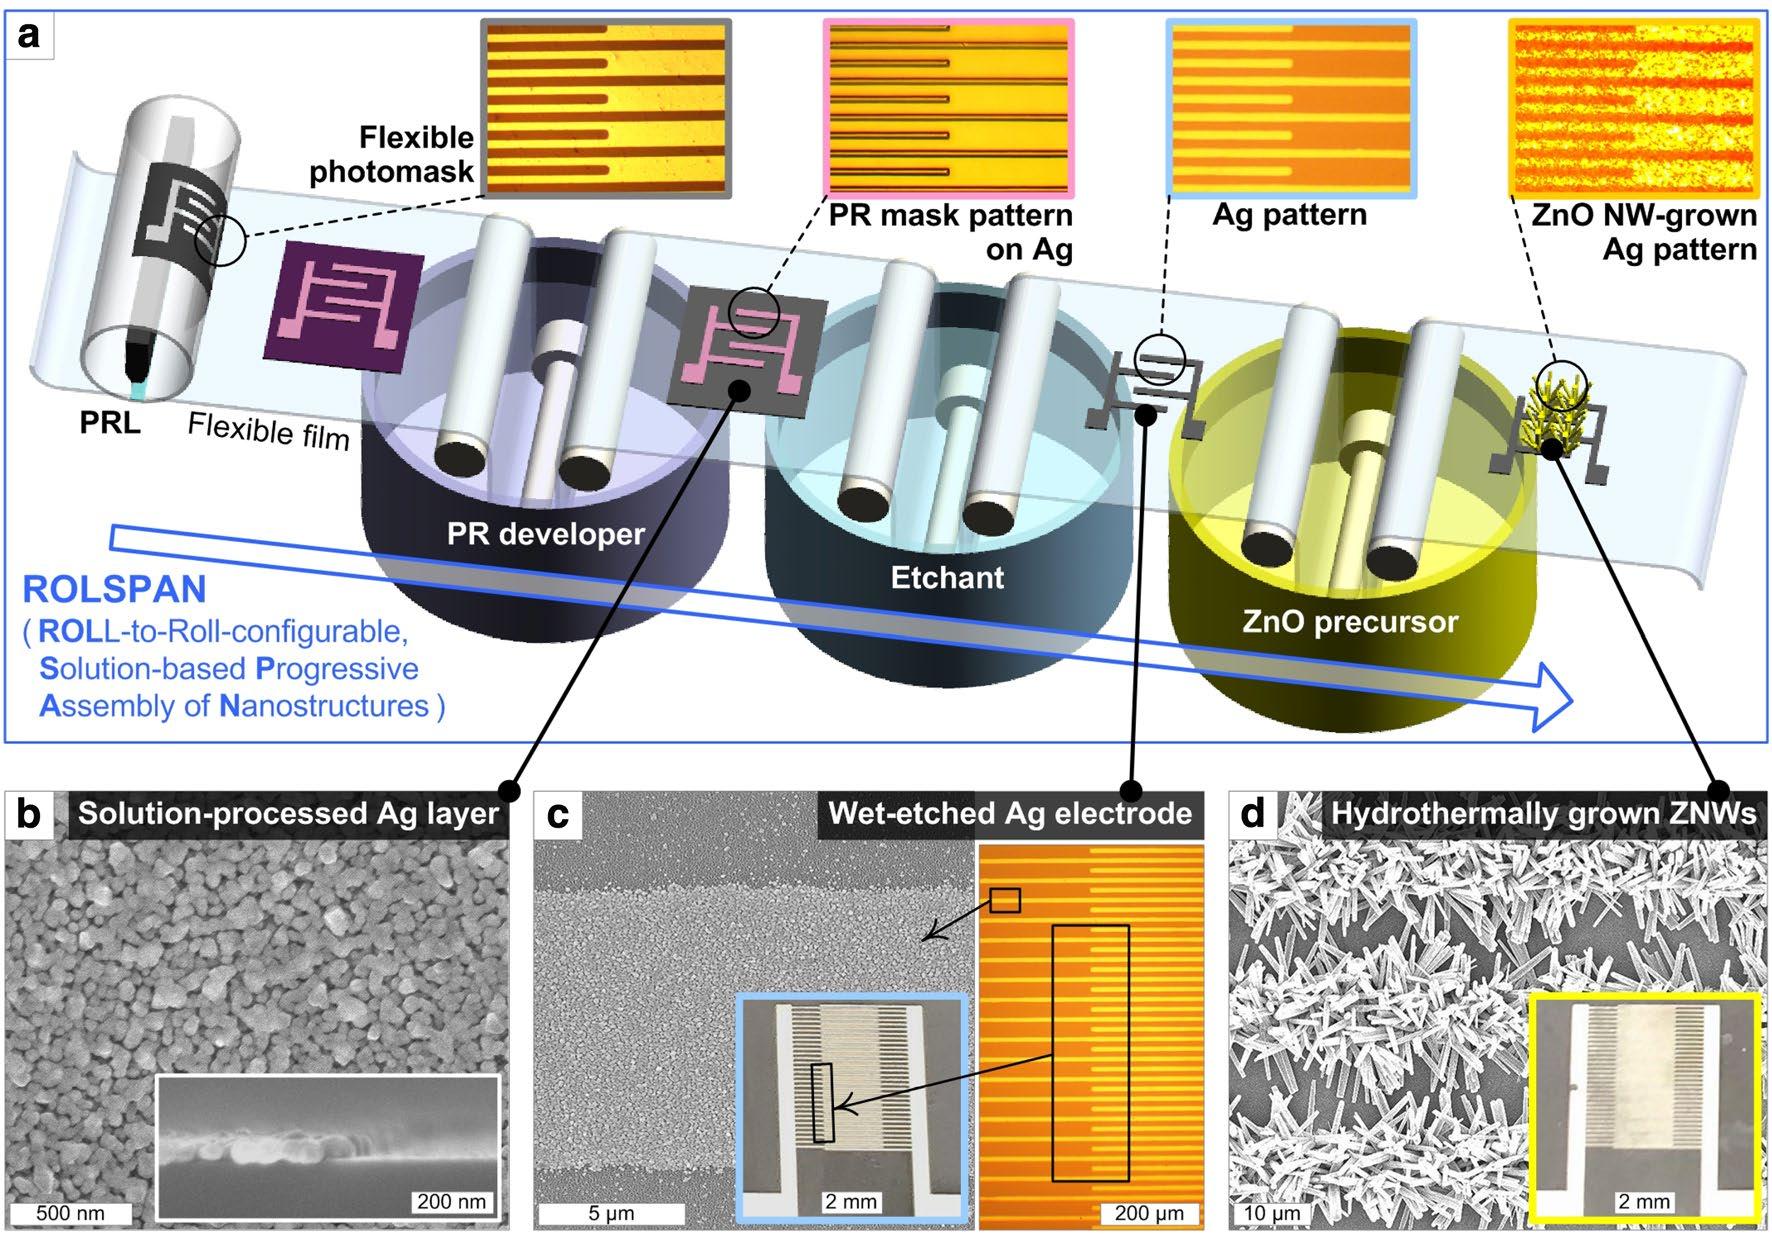 a
Flexible
photomask
PR mask pattern
on Ag
Ag pattern
ZnO NW-grown
Ag pattern
PRL
Flexible film
PR developer
Etchant
ZnO precursor
ROLSPAN
( ROLL-to-Roll-configurable,
Solution-based Progressive
Assembly of Nanostructures )
b
Solution-processed Ag layer
500 nm
200 nm
c
Wet-etched Ag electrode
5 µm
2 mm
200 µm
d
Hydrothermally grown ZNWs
10 µm
2 mm